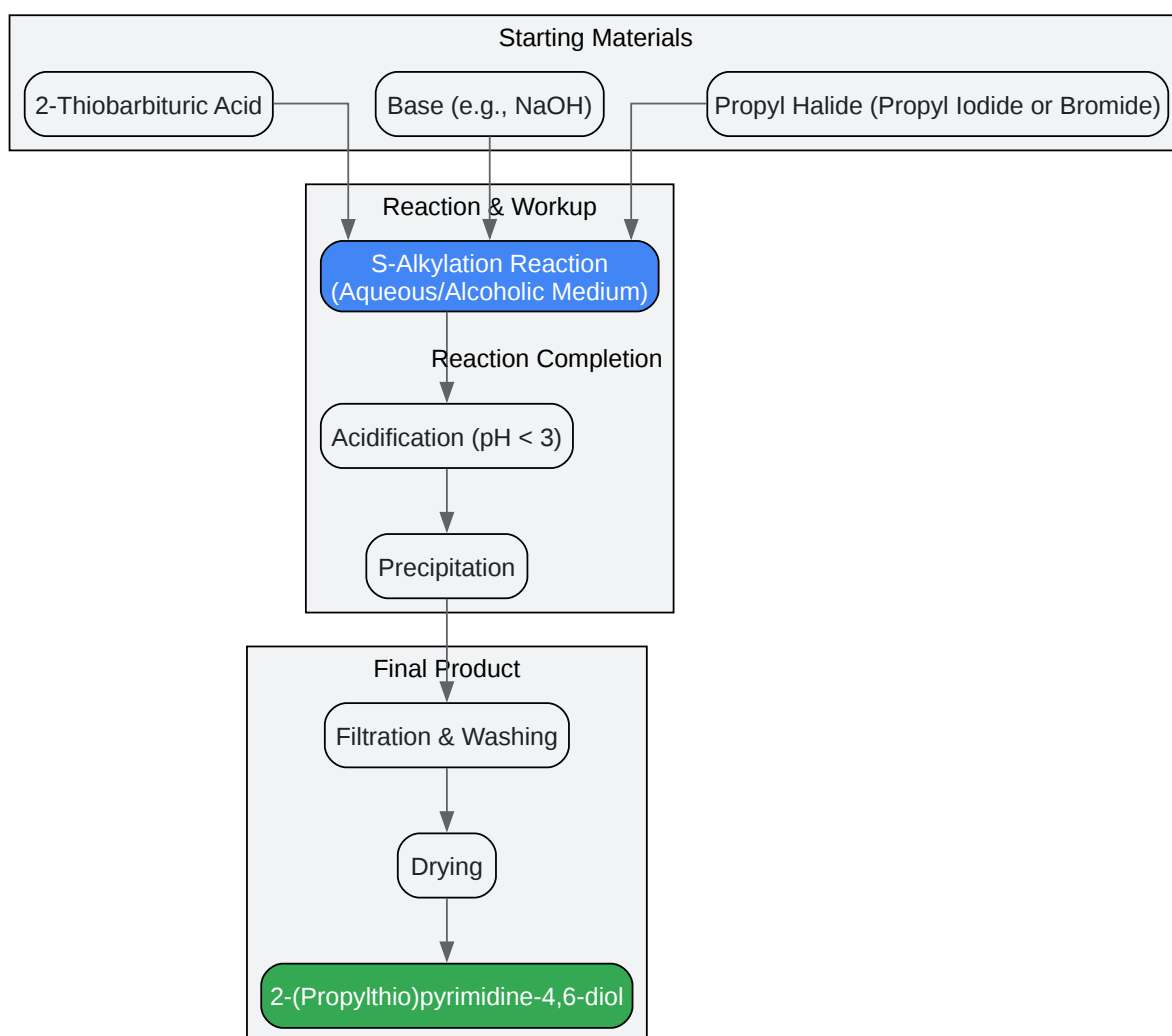 Starting Materials
2-Thiobarbituric Acid
Base (e.g., NaOH)
Propyl Halide (Propyl Iodide or Bromide)
Reaction & Workup
S-Alkylation Reaction
(Aqueous/Alcoholic Medium)
Reaction Completion
Acidification (pH < 3)
Precipitation
Final Product
Filtration & Washing
Drying
2-(Propylthio)pyrimidine-4,6-diol